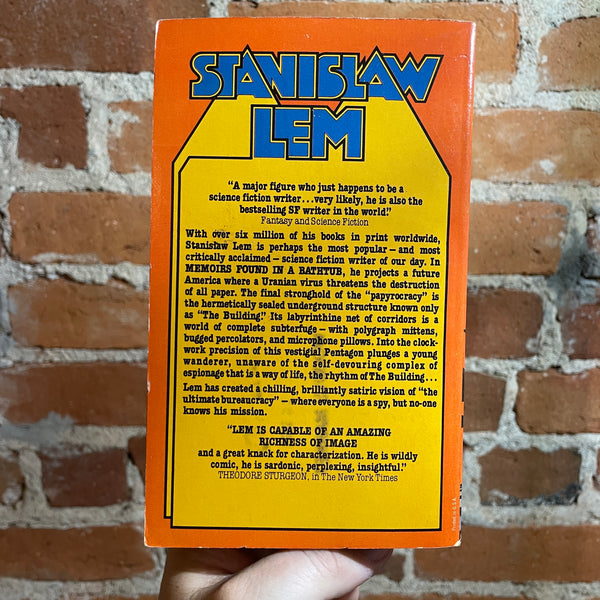 STANISŁAW
LEM
“A major figure who just happens to be a
science fiction writer...very likely, he is also the
bestselling SF writer in the world.”
Fantasy and Science Fiction
With over six million of his books in print worldwide,
Stanisław Lem is perhaps the most popular – and most
critically acclaimed – science fiction writer of our day. In
MEMOIRS FOUND IN A BATHTUB, he projects a future
America where a Uranian virus threatens the destruction
of all paper. The final stronghold of the “papyrocracy” is
the hermetically sealed underground structure known only
as “The Building.” Its labyrinthine net of corridors is a
world of complete subterfuge – with polygraph mittens,
bugged percolators, and microphone pillows. Into the clock-
work precision of this vestigial Pentagon plunges a young
wanderer, unaware of the self-devouring complex of
espionage that is a way of life, the rhythm of The Building...
Lem has created a chilling, brilliantly satiric vision of “the
ultimate bureaucracy” – where everyone is a spy, but no-one
knows his mission.
“LEM IS CAPABLE OF AN AMAZING
RICHNESS OF IMAGE
and a great knack for characterization. He is wildly
comic, he is sardonic, perplexing, insightful.”
THEODORE STURGEON, in The New York Times
Printed in U.S.A.